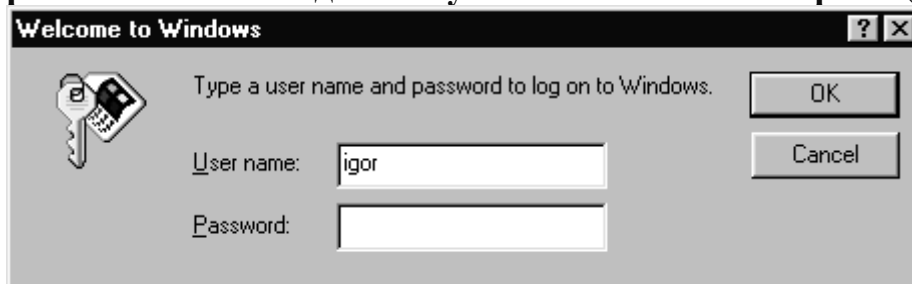 Welcome to Windows
Type a user name and password to log on to Windows.
OK
User name: igor
Cancel
Password: